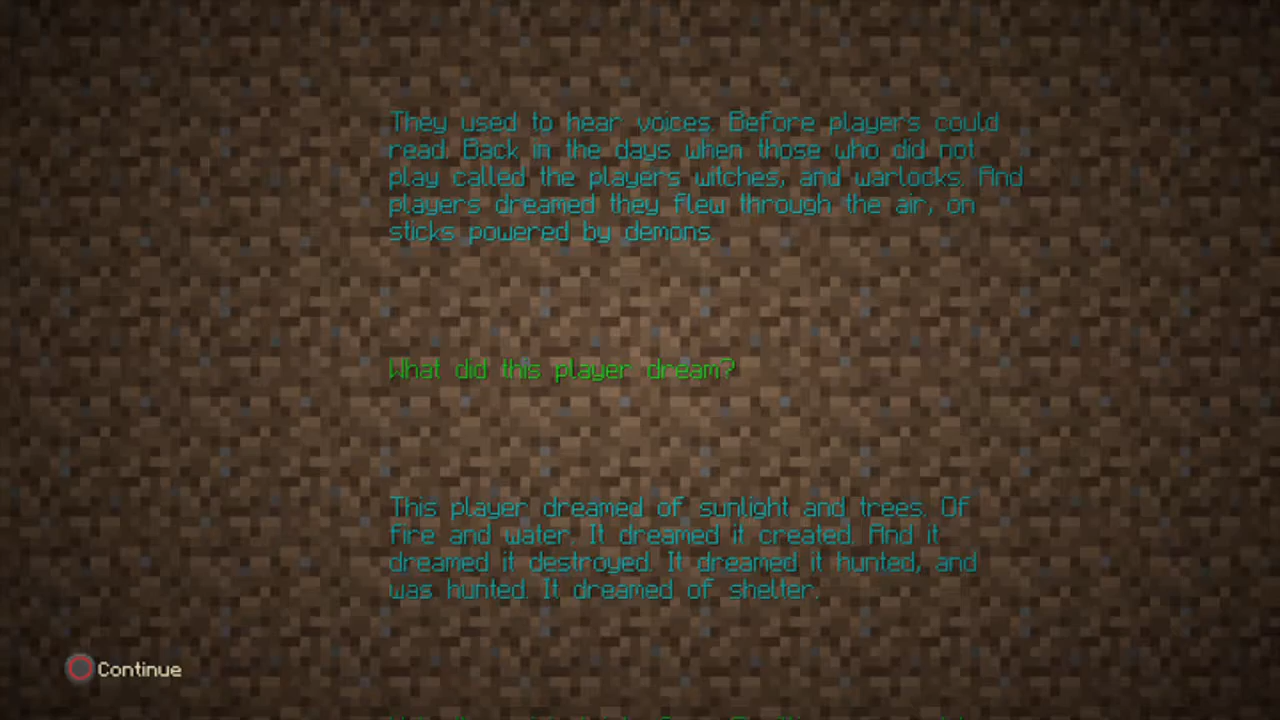 They used to hear voices. Before players could
read. Back in the days when those who did not
play called the players witches, and warlocks. And
players dreamed they flew through the air, on
sticks powered by demons.
What did this player dream?
This player dreamed of sunlight and trees. Of
fire and water. It dreamed it created. And it
dreamed it destroyed. It dreamed it hunted, and
was hunted. It dreamed of shelter.
Continue